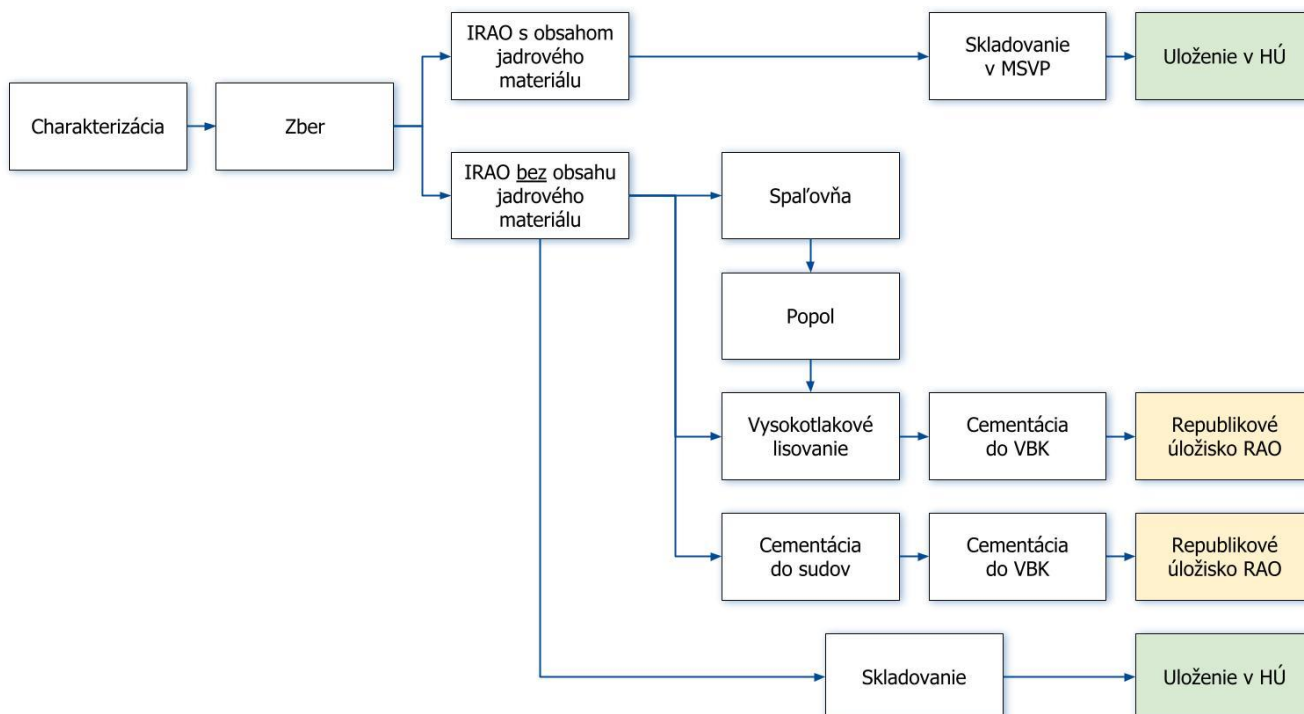 IRAO s obsahom
jadrového
materiálu
Skladovanie
v MSVP
Uloženie v HÚ
Charakterizácia
Zber
IRAO bez obsahu
jadrového
materiálu
Spaľovňa
Popol
Vysokotlakové
lisovanie
Cementácia
do VBK
Republikové
úložisko RAO
Cementácia
do sudov
Cementácia
do VBK
Republikové
úložisko RAO
Skladovanie
Uloženie v HÚ